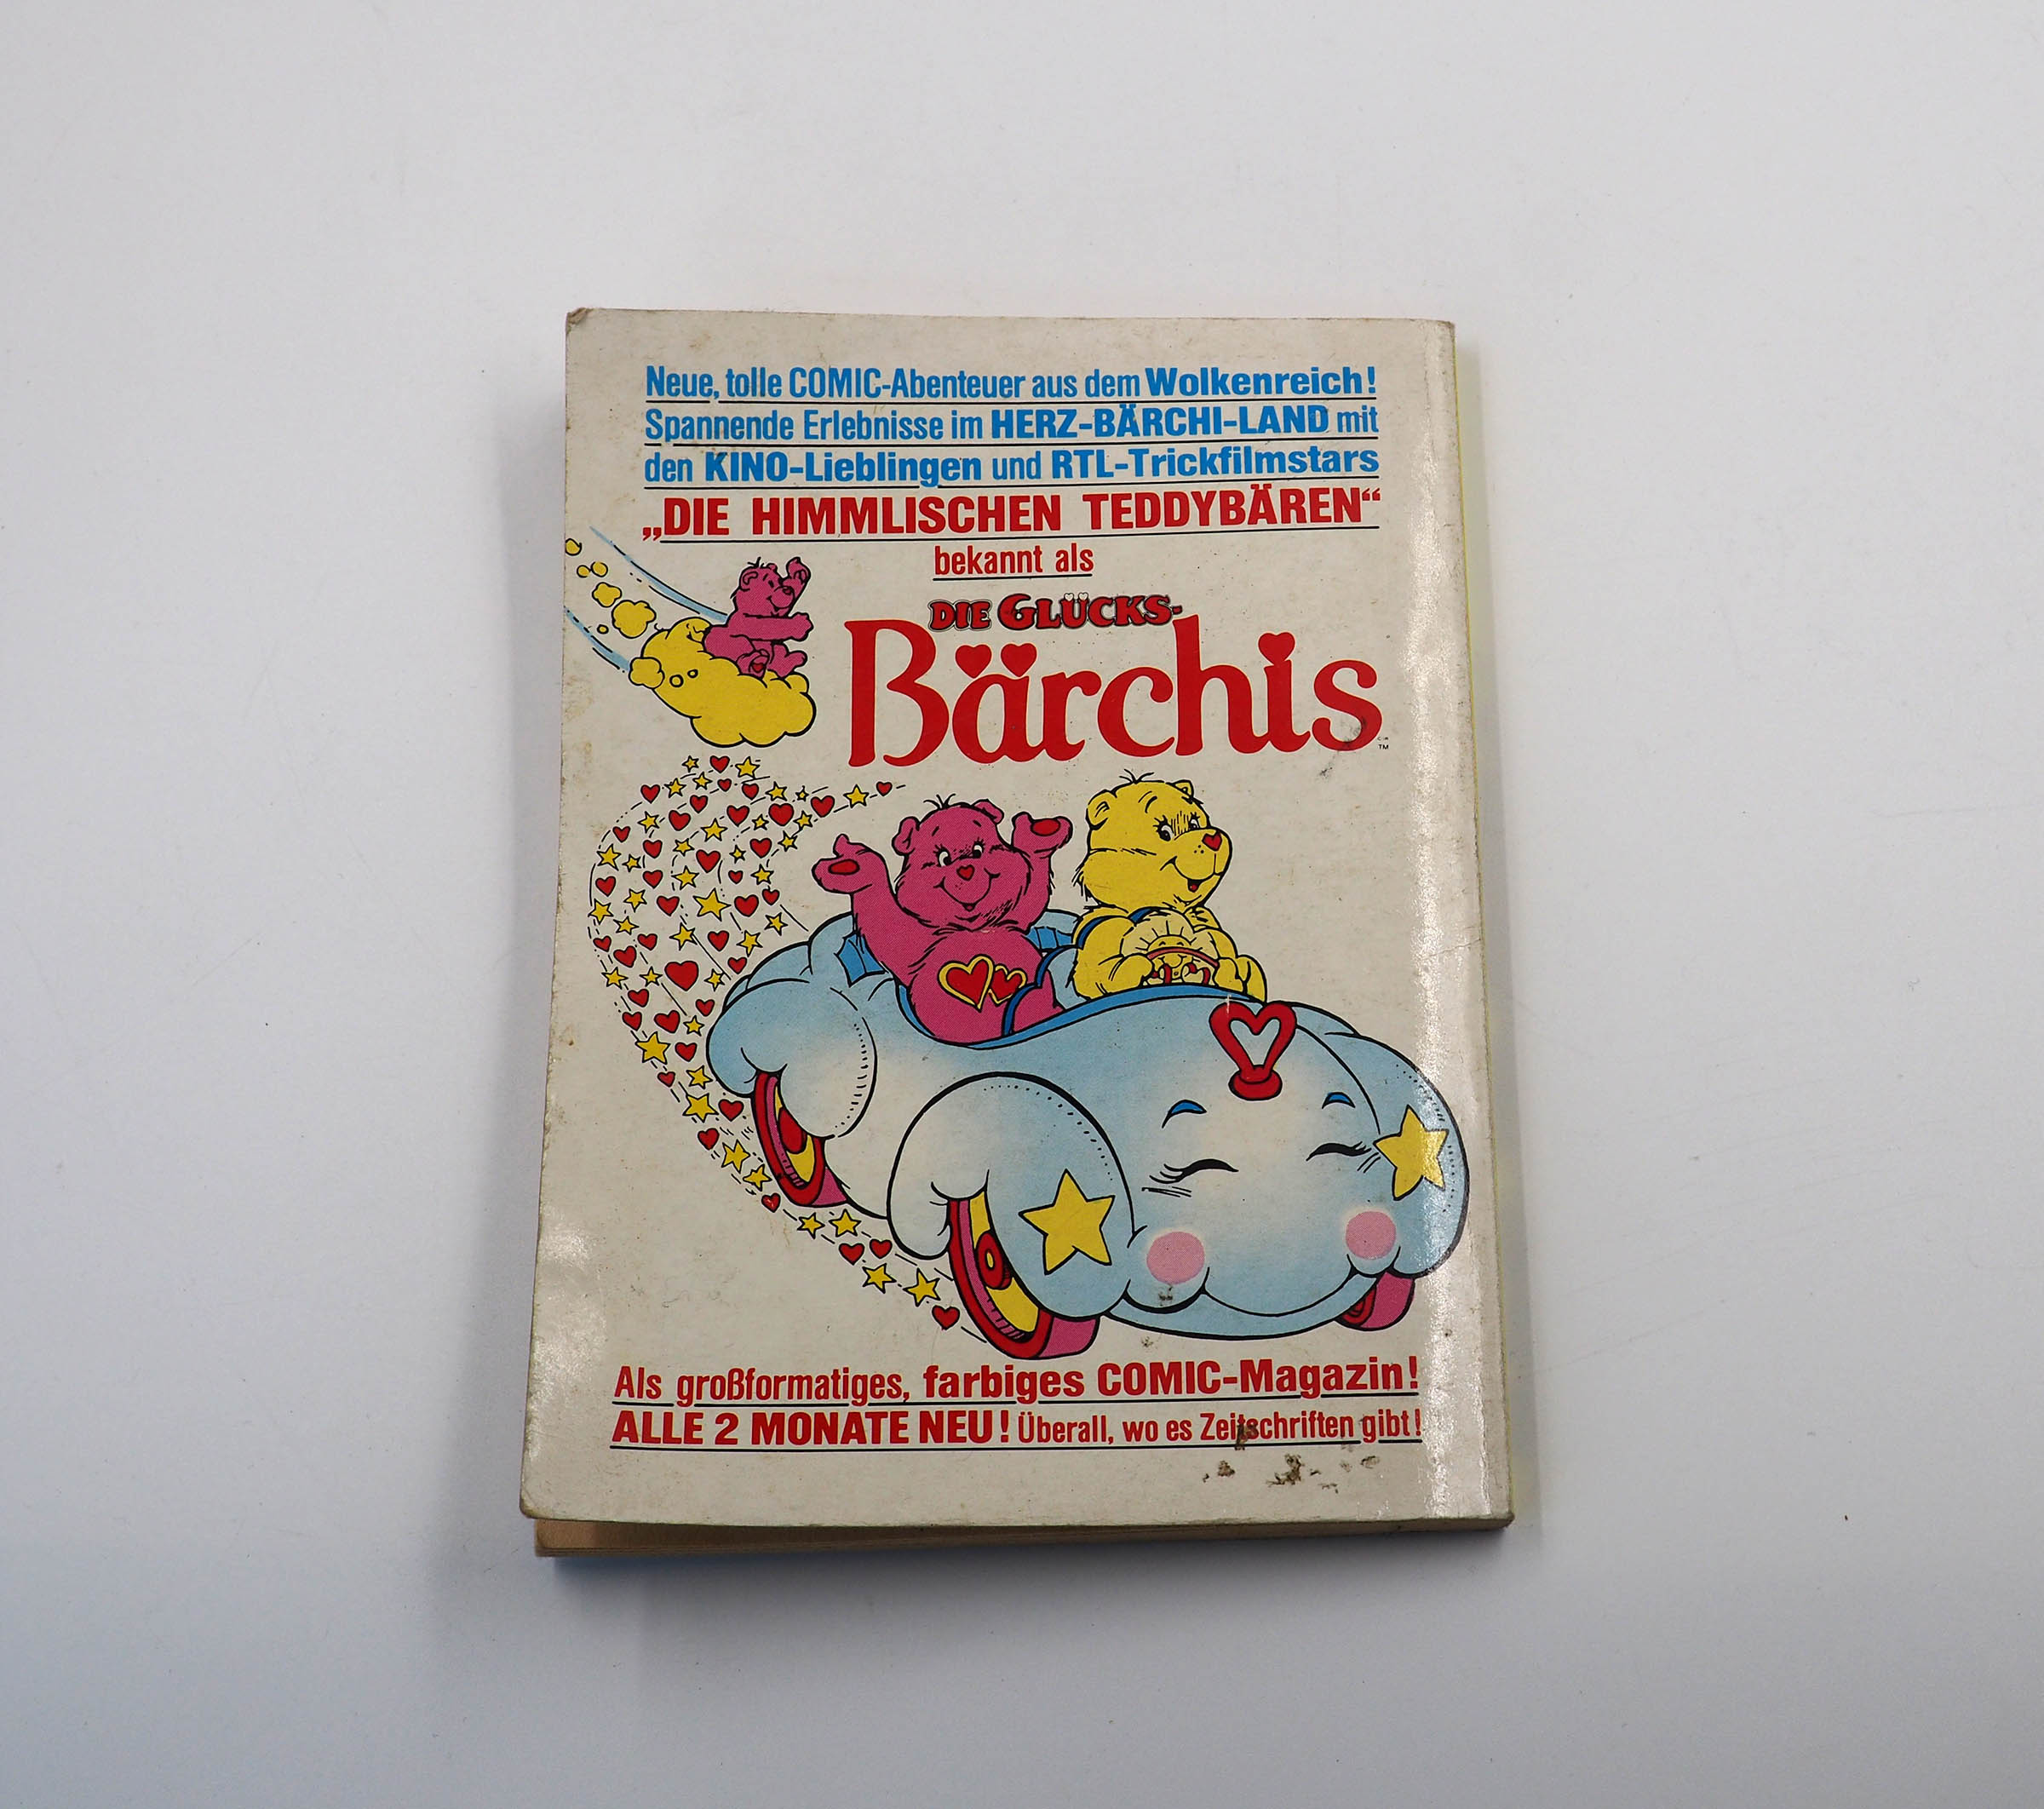 Neue, tolle COMIC-Abenteuer aus dem Wolkenreich!
Spannende Erlebnisse im HERZ-BÄRCHI-LAND mit
den KINO-Lieblingen und RTL-Trickfilmstars
„DIE HIMMLISCHEN TEDDYBÄREN“
bekannt als
DIE GLÜCKS-
Bärchis
TM
Als großformatiges, farbiges COMIC-Magazin!
ALLE 2 MONATE NEU! Überall, wo es Zeitschriften gibt!